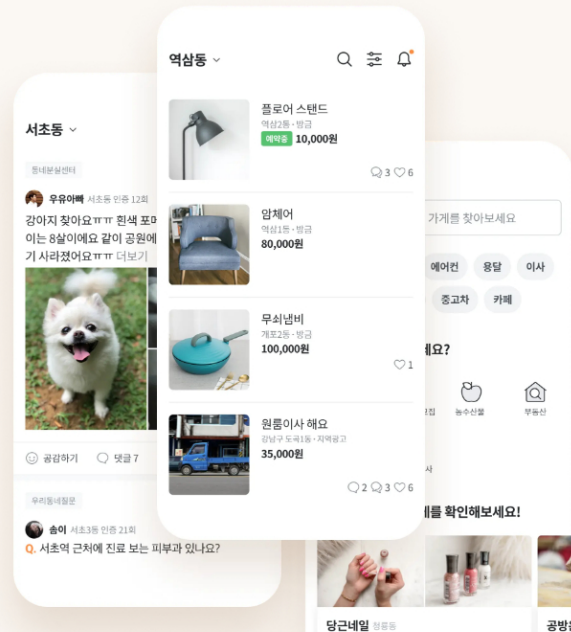 서초동
동네분실센터
우유아빠 서초동 인증 12회
강아지 찾아요ㅠㅠ 흰색 포메
이는 8살이에요 같이 공원에
기 사라졌어요ㅠㅠ 더보기
공감하기 댓글 7
우리동네질문
송이 서초3동 인증 21회
Q. 서초역 근처에 진료 보는 피부과 있나요?
역삼동
플로어 스탠드
역삼2동 · 방금
예약중 10,000원
3 6
암체어
역삼1동 · 방금
80,000원
무쇠냄비
개포2동 · 방금
100,000원
1
원룸이사 해요
강남구 도곡1동 · 지역광고
35,000원
2 3 6
가게를 찾아보세요
에어컨 용달 이사
중고차 카페
세요?
농수산물 부동산
사
를 확인해보세요!
당근네일 청룡동
공방